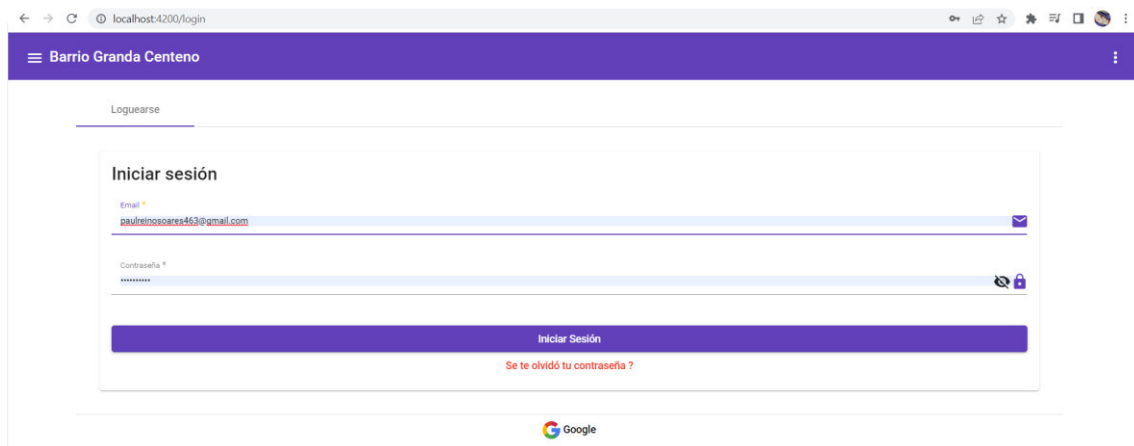 localhost:4200/login
Barrio Granda Centeno
Loguearse
Iniciar sesión
Email *
paulreinosoares463@gmail.com
Contraseña *
••••••••••
Iniciar Sesión
Se te olvidó tu contraseña ?
Google